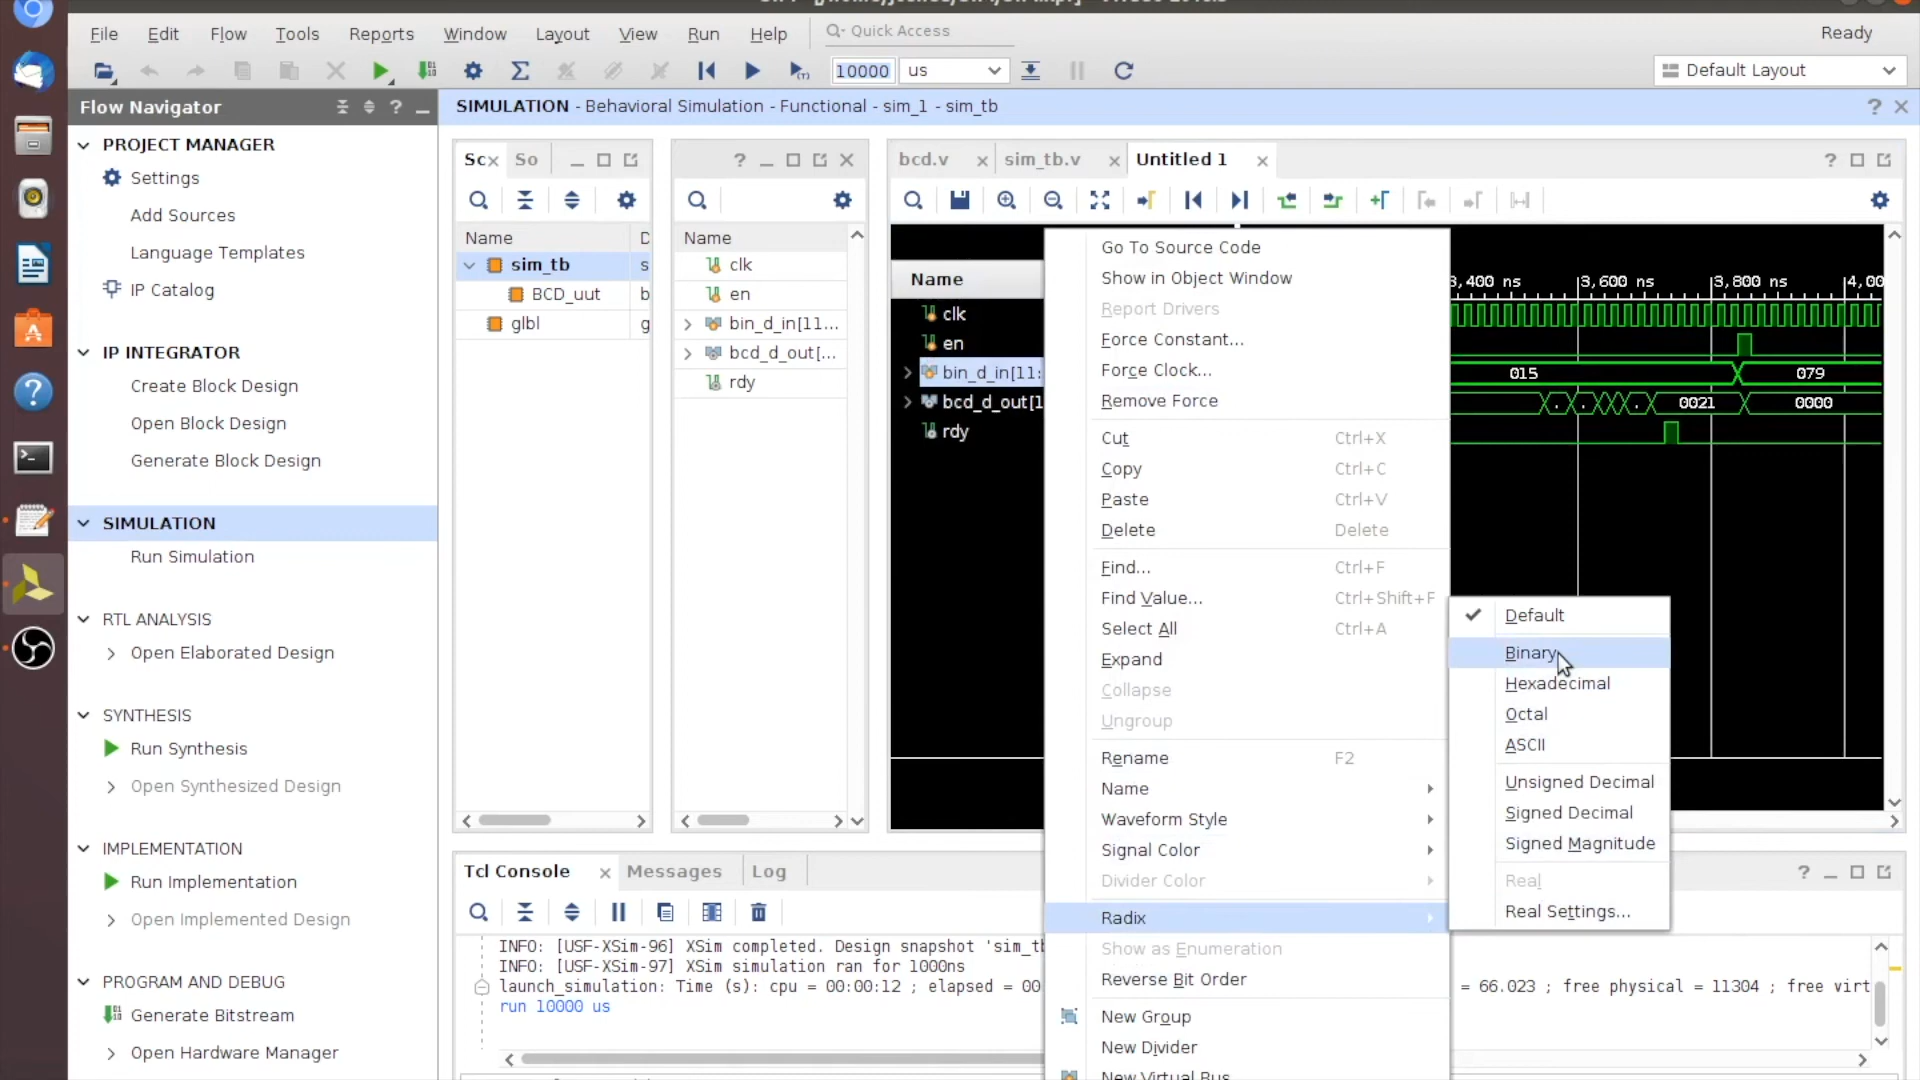 File Edit Flow Tools Reports Window Layout View Run Help Quick Access Ready
10000 us Default Layout
Flow Navigator
SIMULATION - Behavioral Simulation - Functional - sim_1 - sim_tb
PROJECT MANAGER
Settings
Add Sources
Language Templates
IP Catalog
IP INTEGRATOR
Create Block Design
Open Block Design
Generate Block Design
SIMULATION
Run Simulation
RTL ANALYSIS
Open Elaborated Design
SYNTHESIS
Run Synthesis
Open Synthesized Design
IMPLEMENTATION
Run Implementation
Open Implemented Design
PROGRAM AND DEBUG
Generate Bitstream
Open Hardware Manager
Sc So
Name D
sim_tb s
BCD_uut b
glbl g
Name
clk
en
bin_d_in[11...
bcd_d_out[...
rdy
bcd.v sim_tb.v Untitled 1
Name
clk
en
bin_d_in[11:
bcd_d_out[1
rdy
3,400 ns 3,600 ns 3,800 ns 4,00
015 079
. . . 0021 0000
Go To Source Code
Show in Object Window
Report Drivers
Force Constant...
Force Clock...
Remove Force
Cut Ctrl+X
Copy Ctrl+C
Paste Ctrl+V
Delete Delete
Find... Ctrl+F
Find Value... Ctrl+Shift+F
Select All Ctrl+A
Expand
Collapse
Ungroup
Rename F2
Name
Waveform Style
Signal Color
Divider Color
Radix
Show as Enumeration
Reverse Bit Order
New Group
New Divider
New Virtual Bus
Default
Binary
Hexadecimal
Octal
ASCII
Unsigned Decimal
Signed Decimal
Signed Magnitude
Real
Real Settings...
Tcl Console Messages Log
INFO: [USF-XSim-96] XSim completed. Design snapshot 'sim_tb
INFO: [USF-XSim-97] XSim simulation ran for 1000ns
launch_simulation: Time (s): cpu = 00:00:12 ; elapsed = 00 = 66.023 ; free physical = 11304 ; free virt
run 10000 us